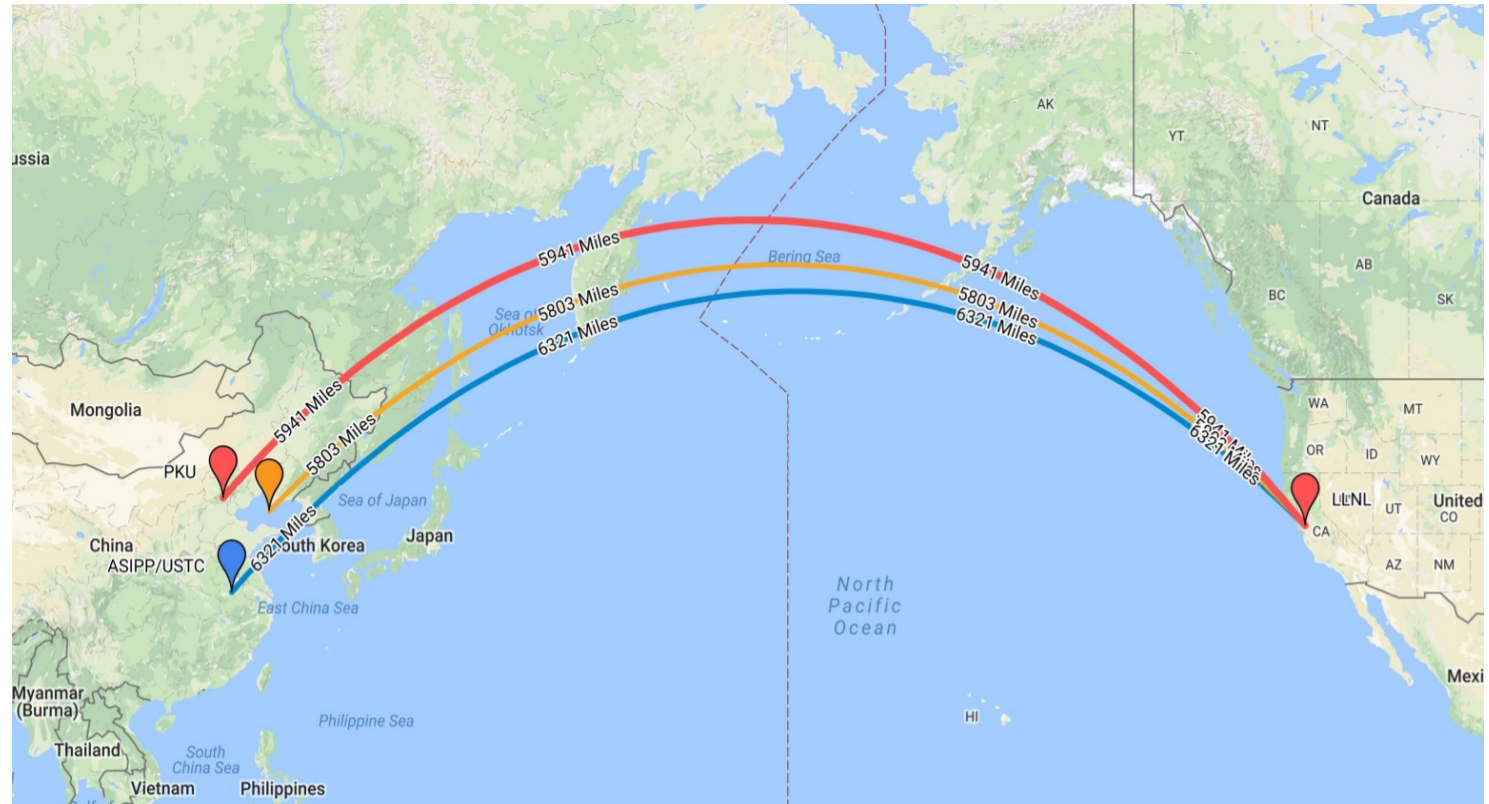 AK
NT
YT
ussia
Canada
5941 Miles
5941 Miles
Bering Sea
AB
5803 Miles
5803 Miles
BC
SK
Sea of
Okhotsk
6321 Miles
6321 Miles
5941 Miles
Mongolia
WA
MT
5803 Miles
5941 Miles
6321 Miles
OR
ID
WY
PKU
Sea of Japan
LLNL
UT
United
CO
6321 Miles
Japan
CA
China
outh Korea
ASIPP/USTC
AZ
NM
East China Sea
North
Pacific
Ocean
Myanmar
(Burma)
Mexi
Philippine Sea
HI
Thailand
South
China Sea
Vietnam
Philippines